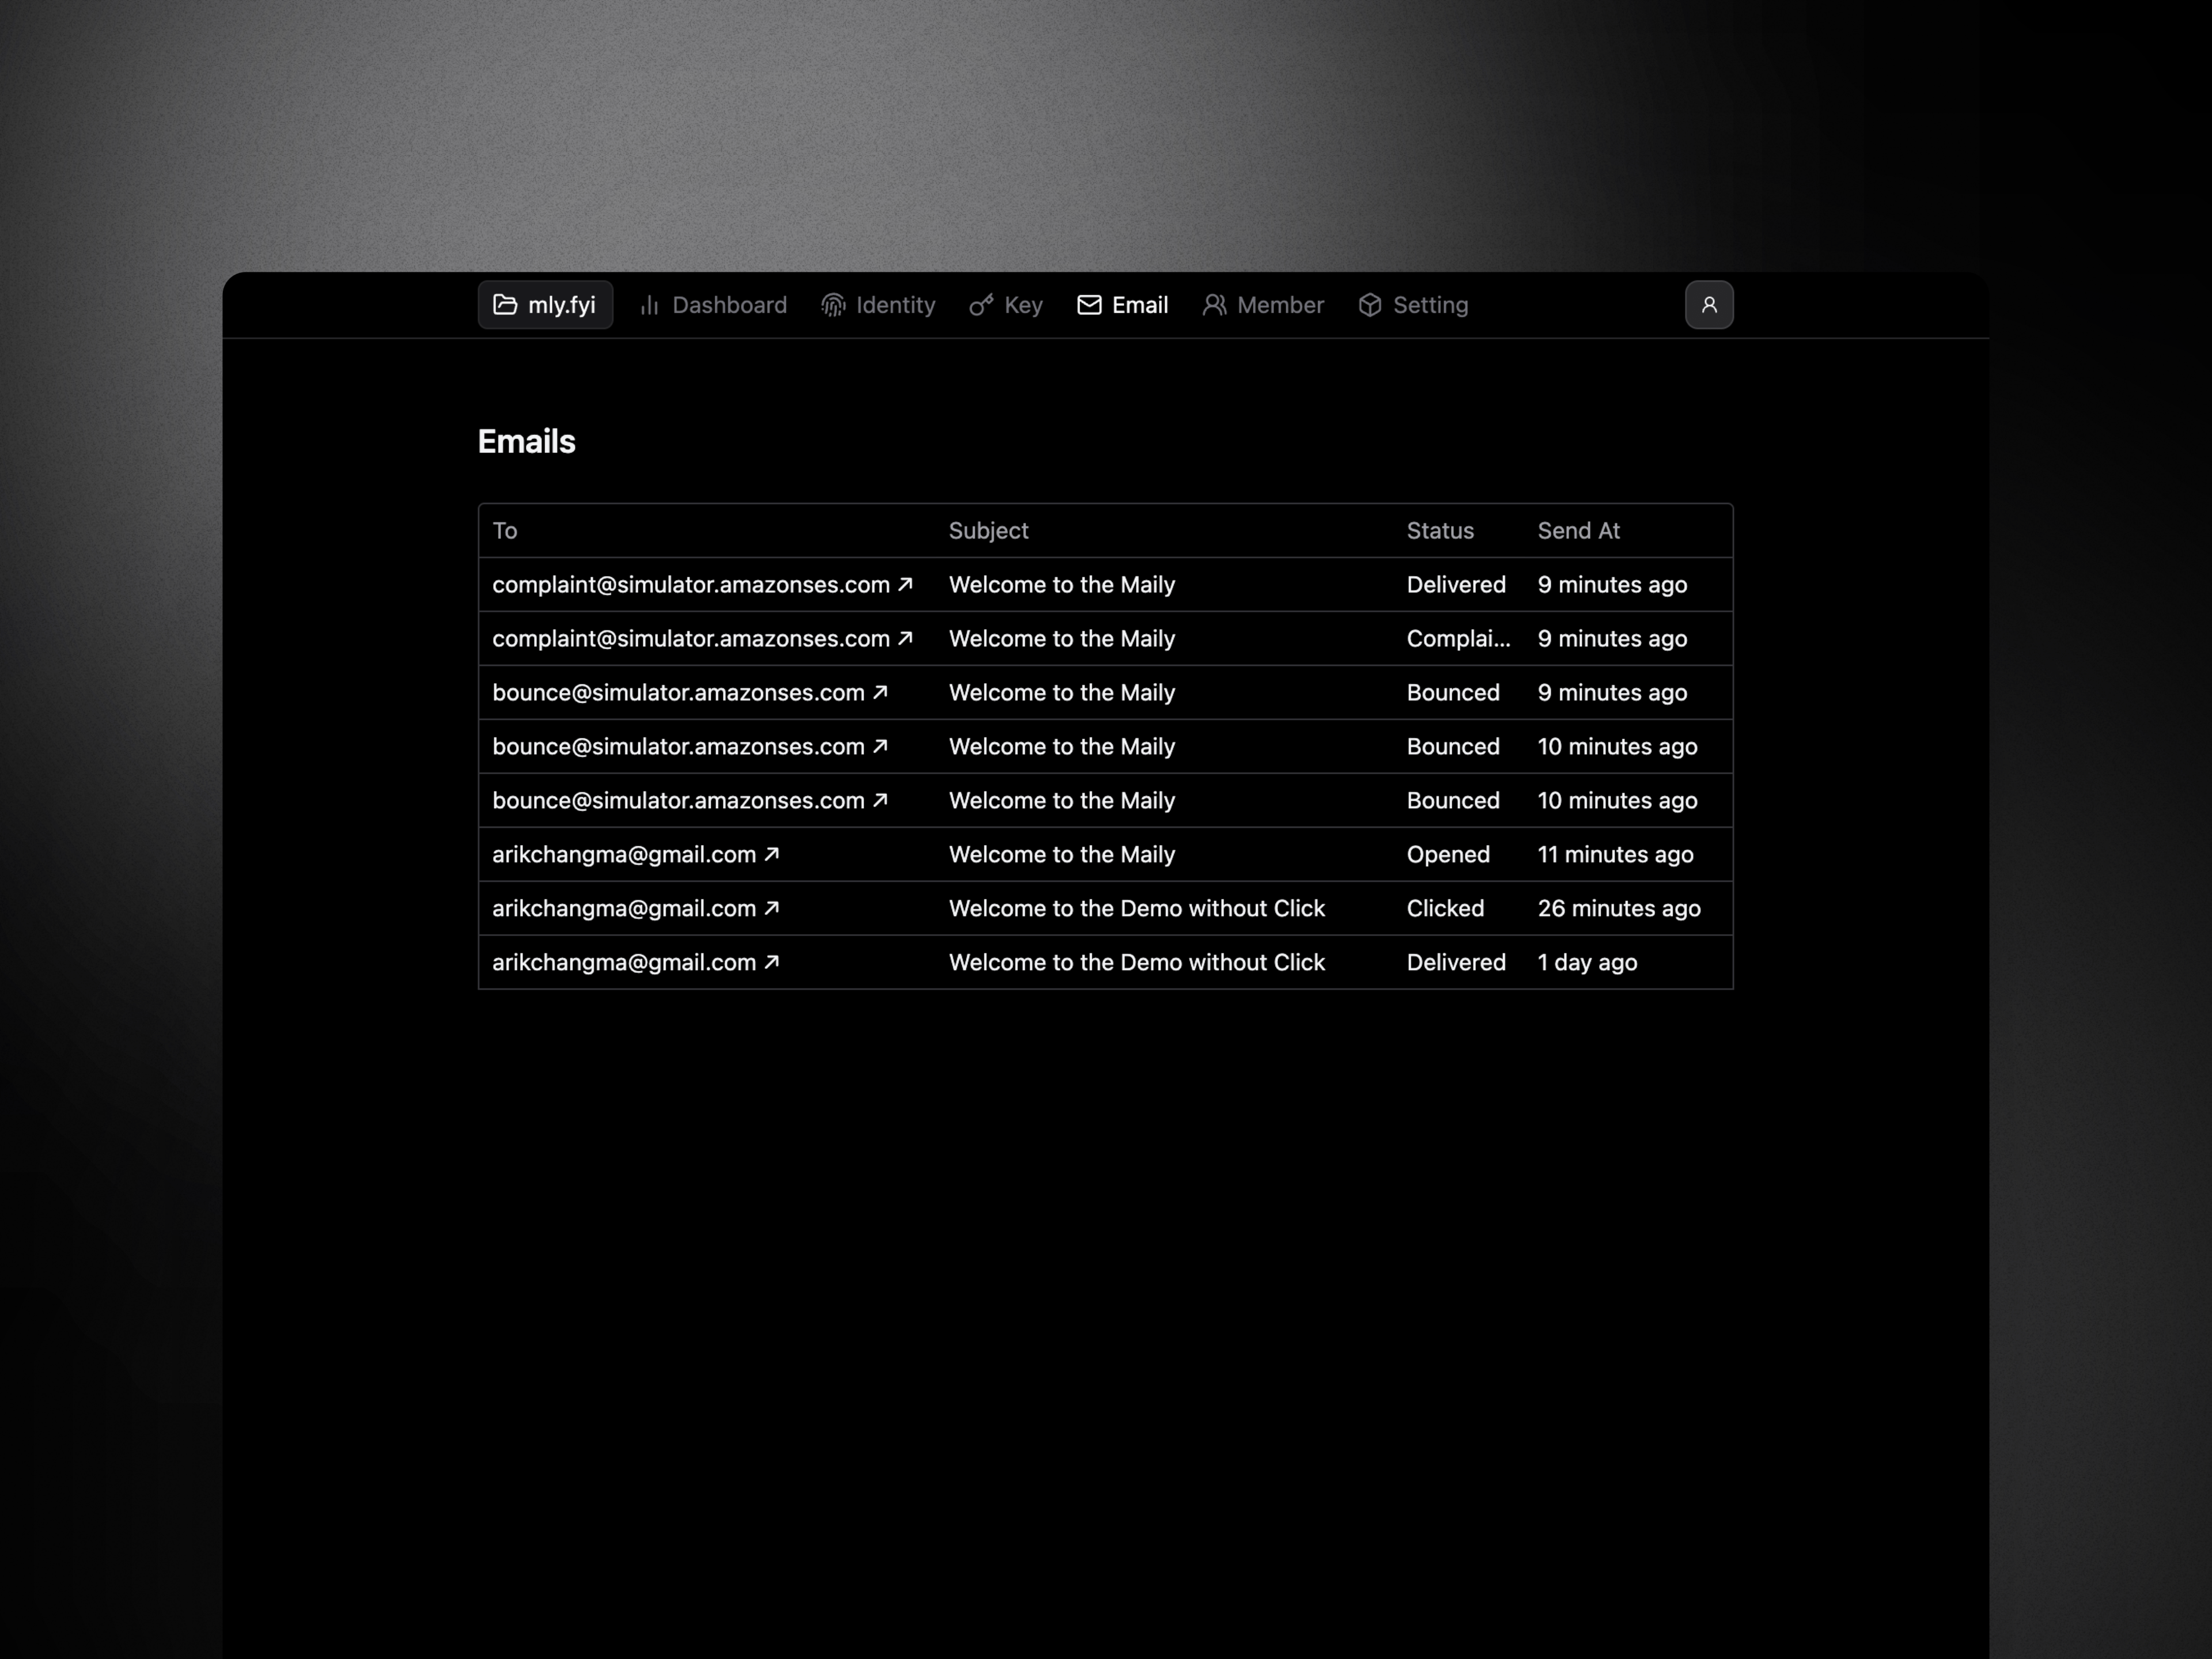 mly.fyi Dashboard Identity Key Email Member Setting
Emails
To Subject Status Send At
complaint@simulator.amazonses.com Welcome to the Maily Delivered 9 minutes ago
complaint@simulator.amazonses.com Welcome to the Maily Complai... 9 minutes ago
bounce@simulator.amazonses.com Welcome to the Maily Bounced 9 minutes ago
bounce@simulator.amazonses.com Welcome to the Maily Bounced 10 minutes ago
bounce@simulator.amazonses.com Welcome to the Maily Bounced 10 minutes ago
arikchangma@gmail.com Welcome to the Maily Opened 11 minutes ago
arikchangma@gmail.com Welcome to the Demo without Click Clicked 26 minutes ago
arikchangma@gmail.com Welcome to the Demo without Click Delivered 1 day ago